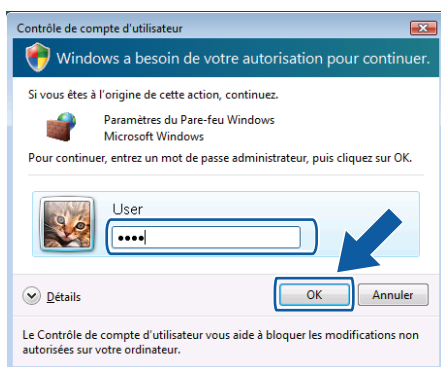 Contrôle de compte d'utilisateur
Windows a besoin de votre autorisation pour continuer.
Si vous êtes à l'origine de cette action, continuez.
Paramètres du Pare-feu Windows
Microsoft Windows
Pour continuer, entrez un mot de passe administrateur, puis cliquez sur OK.
User
••••
Détails
OK Annuler
Le Contrôle de compte d'utilisateur vous aide à bloquer les modifications non
autorisées sur votre ordinateur.